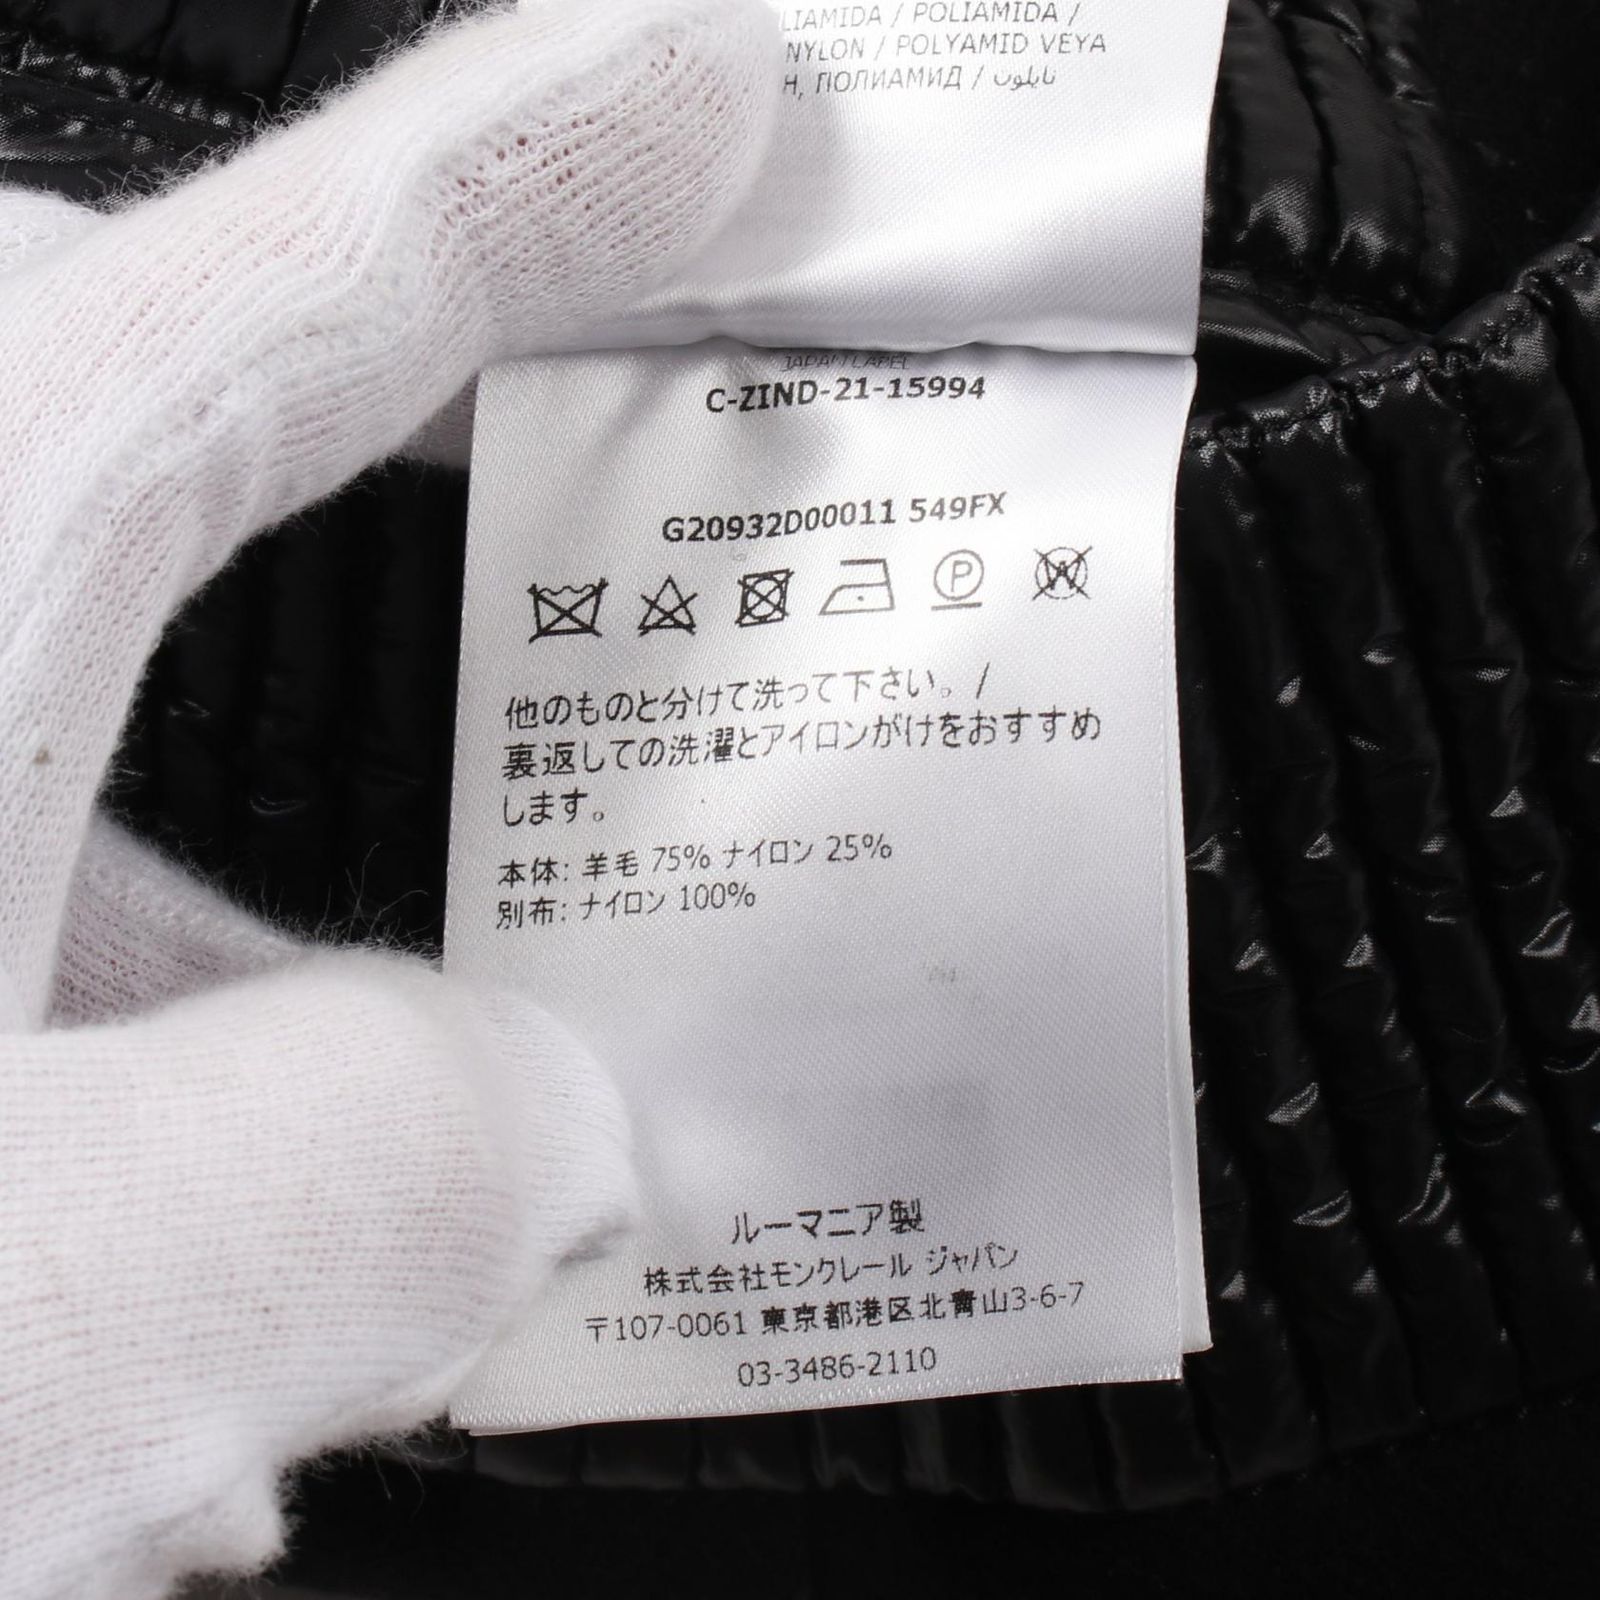 LIAMIDA / POLIAMIDA /
NYLON / POLYAMID VEYA
Н, ПОЛИАМИД / نايلون
JAPAN LABEL
C-ZIND-21-15994
G20932D00011 549FX
P
W
他のものと分けて洗って下さい。/
裏返しての洗濯とアイロンがけをおすすめ
します。
本体: 羊毛 75% ナイロン 25%
別布: ナイロン 100%
ルーマニア製
株式会社モンクレール ジャパン
〒107-0061 東京都港区北青山3-6-7
03-3486-2110